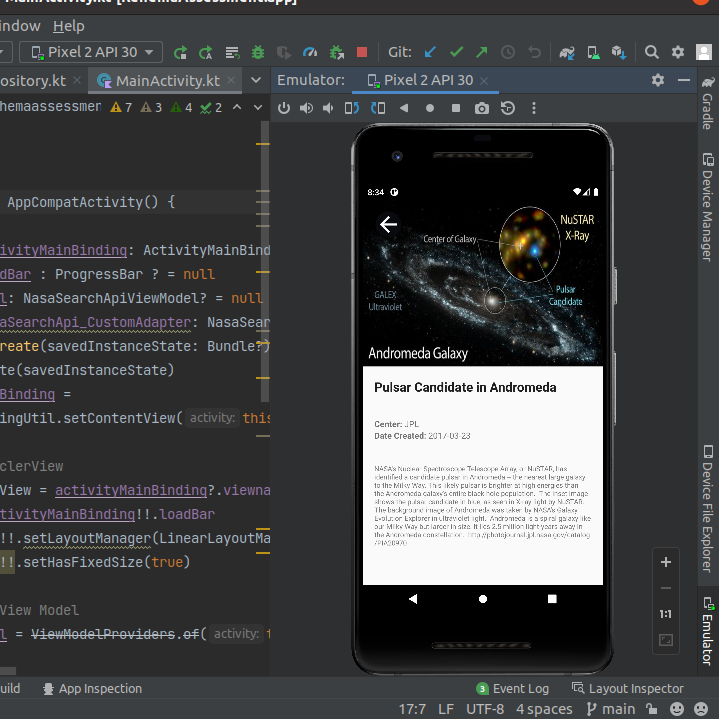 MainActivity.kt [RohemaAssessment.app]
indow Help
Pixel 2 API 30
Git:
ository.kt
MainActivity.kt
Emulator:
Pixel 2 API 30
hemaassessmen
7
3
4
2
AppCompatActivity() {
ivityMainBinding: ActivityMainBind
dBar : ProgressBar ? = null
l: NasaSearchApiViewModel? = null
aSearchApi_CustomAdapter: NasaSear
reate(savedInstanceState: Bundle?)
te(savedInstanceState)
Binding =
ingUtil.setContentView( activity: this
clerView
View = activityMainBinding?.viewna
tivityMainBinding!!.loadBar
!!.setLayoutManager(LinearLayoutMa
!!.setHasFixedSize(true)
View Model
l = ViewModelProviders.of( activity: t
8:34
NuSTAR
X-Ray
Center of Galaxy
GALEX
Ultraviolet
Pulsar
Candidate
Andromeda Galaxy
Pulsar Candidate in Andromeda
Center: JPL
Date Created: 2017-03-23
NASA's Nuclear Spectroscope Telescope Array, or NuSTAR, has
identified a candidate pulsar in Andromeda -- the nearest large galaxy
to the Milky Way. This likely pulsar is brighter at high energies than
the Andromeda galaxy's entire black hole population. The inset image
shows the pulsar candidate in blue, as seen in X-ray light by NuSTAR.
The background image of Andromeda was taken by NASA's Galaxy
Evolution Explorer in ultraviolet light. Andromeda is a spiral galaxy like
our Milky Way but larger in size. It lies 2.5 million light-years away in
the Andromeda constellation. http://photojournal.jpl.nasa.gov/catalog
/PIA20970
1:1
Gradle
Device Manager
Device File Explorer
Emulator
uild
App Inspection
3 Event Log
Layout Inspector
17:7 LF UTF-8 4 spaces main